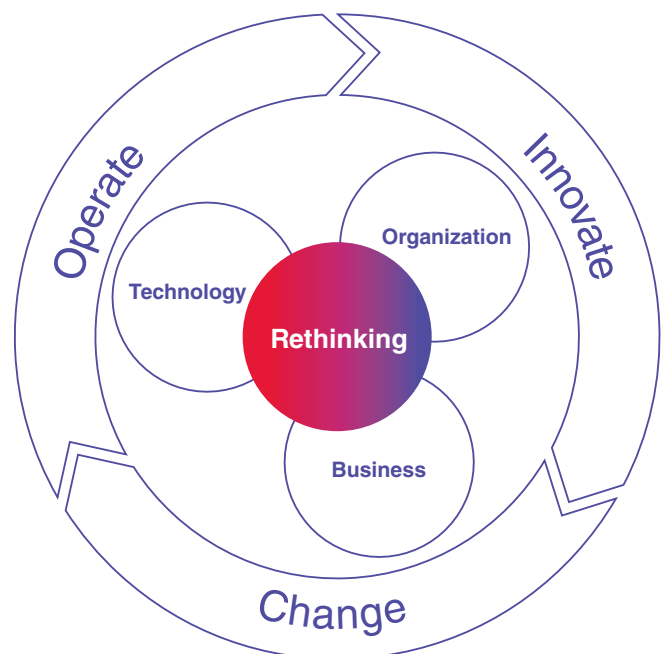 Operate
Innovate
Organization
Technology
Rethinking
Business
Change